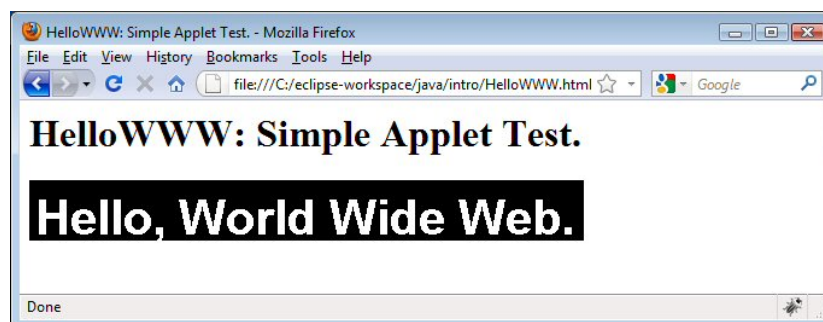 HelloWWW: Simple Applet Test. - Mozilla Firefox
File Edit View History Bookmarks Tools Help
file:///C:/eclipse-workspace/java/intro/HelloWWW.html Google
HelloWWW: Simple Applet Test.
Hello, World Wide Web.
Done